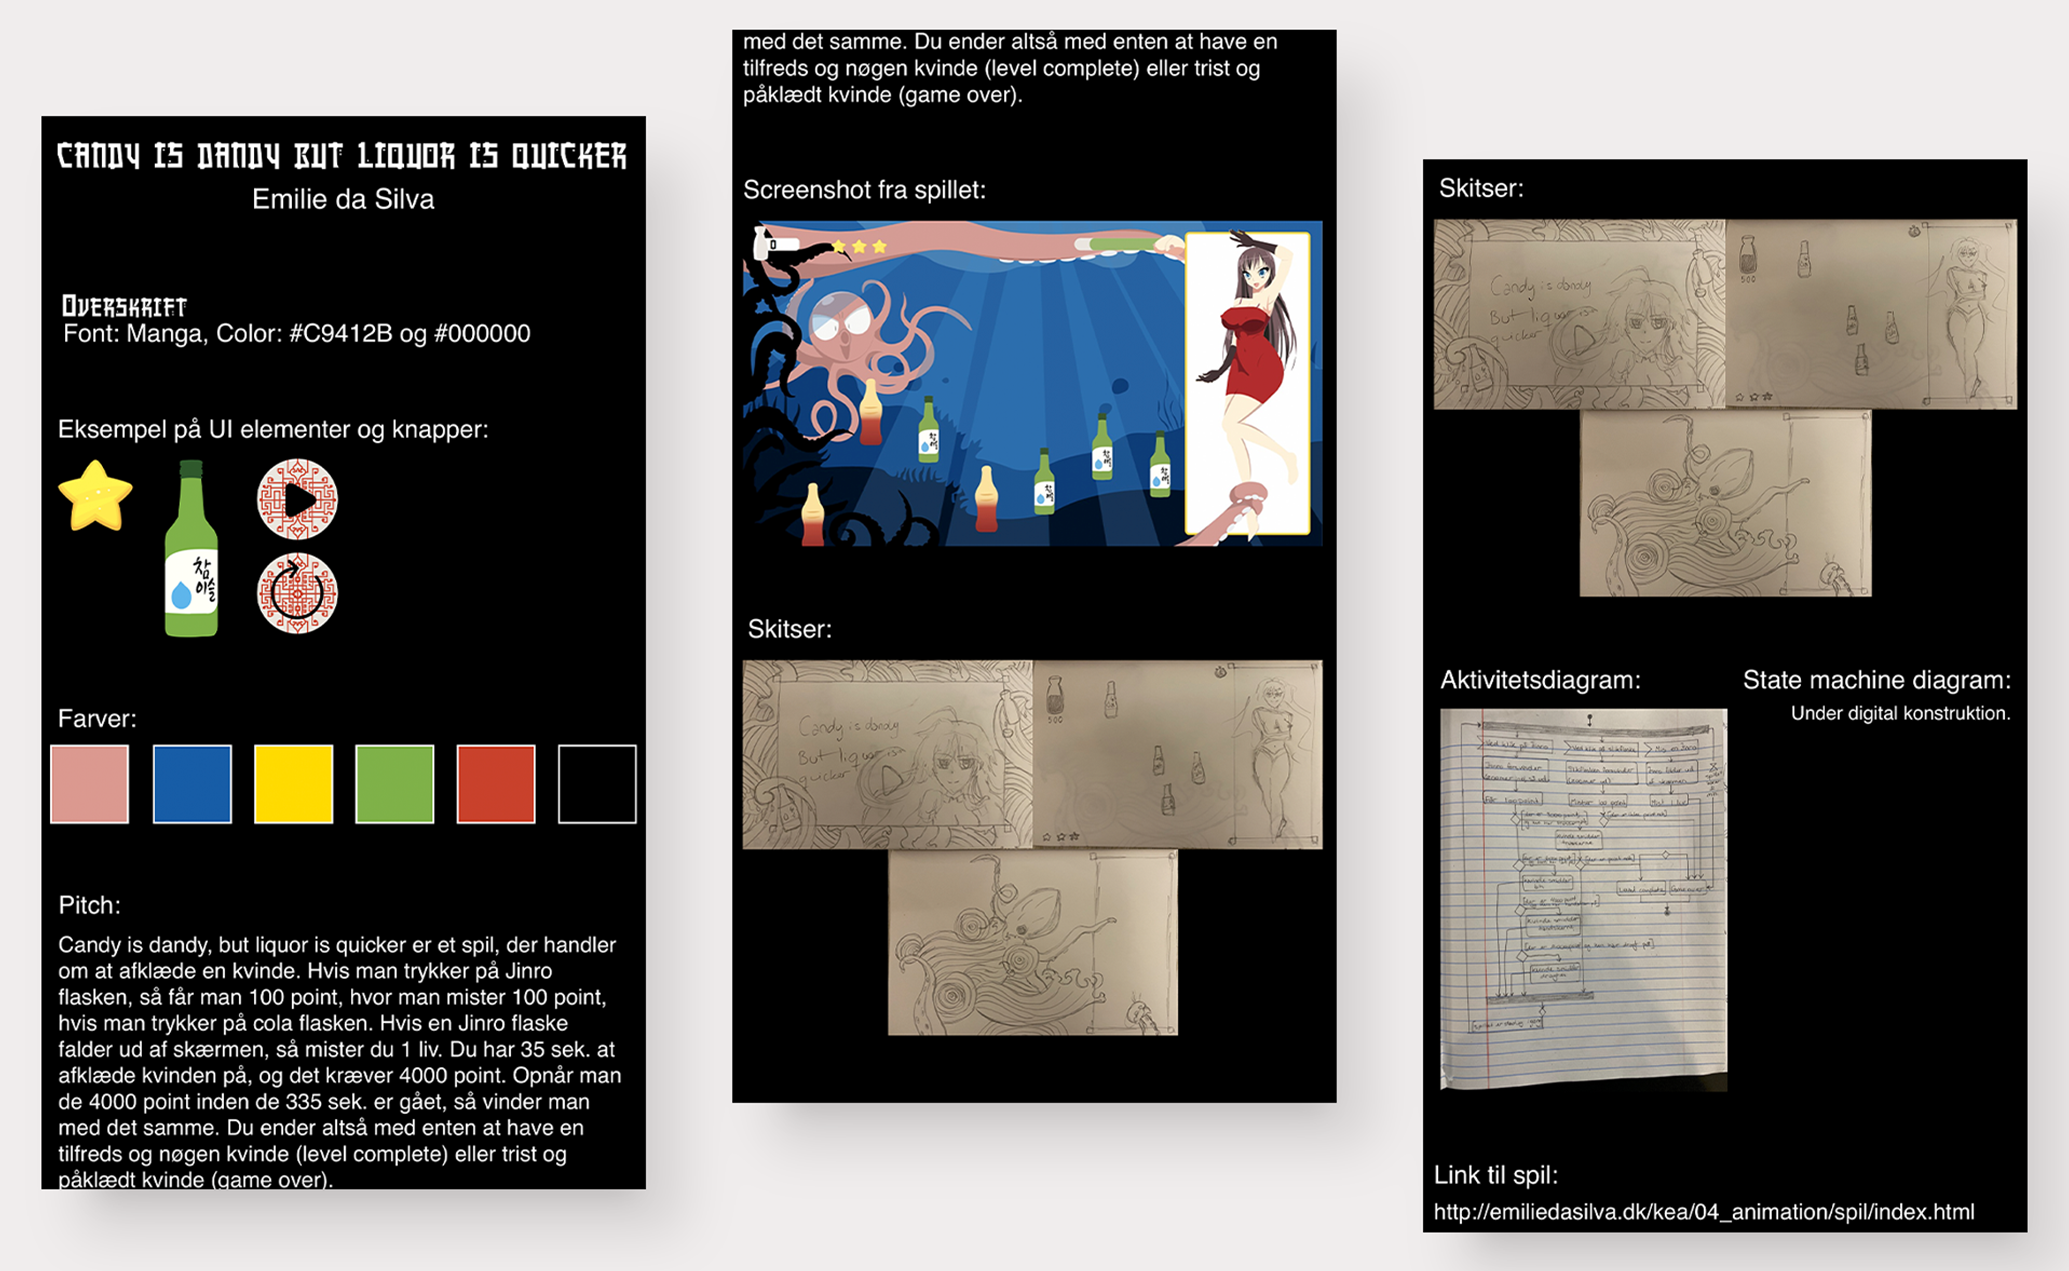 CANDY IS DANDY BUT LIQUOR IS QUICKER
Emilie da Silva
OVERSKRIFT
Font: Manga, Color: #C9412B og #000000
Eksempel på UI elementer og knapper:
참
이슬
Farver:
Pitch:
Candy is dandy, but liquor is quicker er et spil, der handler
om at afklæde en kvinde. Hvis man trykker på Jinro
flasken, så får man 100 point, hvor man mister 100 point,
hvis man trykker på cola flasken. Hvis en Jinro flaske
falder ud af skærmen, så mister du 1 liv. Du har 35 sek. at
afklæde kvinden på, og det kræver 4000 point. Opnår man
de 4000 point inden de 335 sek. er gået, så vinder man
med det samme. Du ender altså med enten at have en
tilfreds og nøgen kvinde (level complete) eller trist og
påklædt kvinde (game over).
med det samme. Du ender altså med enten at have en
tilfreds og nøgen kvinde (level complete) eller trist og
påklædt kvinde (game over).
Screenshot fra spillet:
0
Skitser:
Candy is dandy
But liquor is
quicker
500
Skitser:
Candy is dandy
But liquor is
quicker
500
Aktivitetsdiagram:
State machine diagram:
Under digital konstruktion.
Link til spil:
http://emiliedasilva.dk/kea/04_animation/spil/index.html